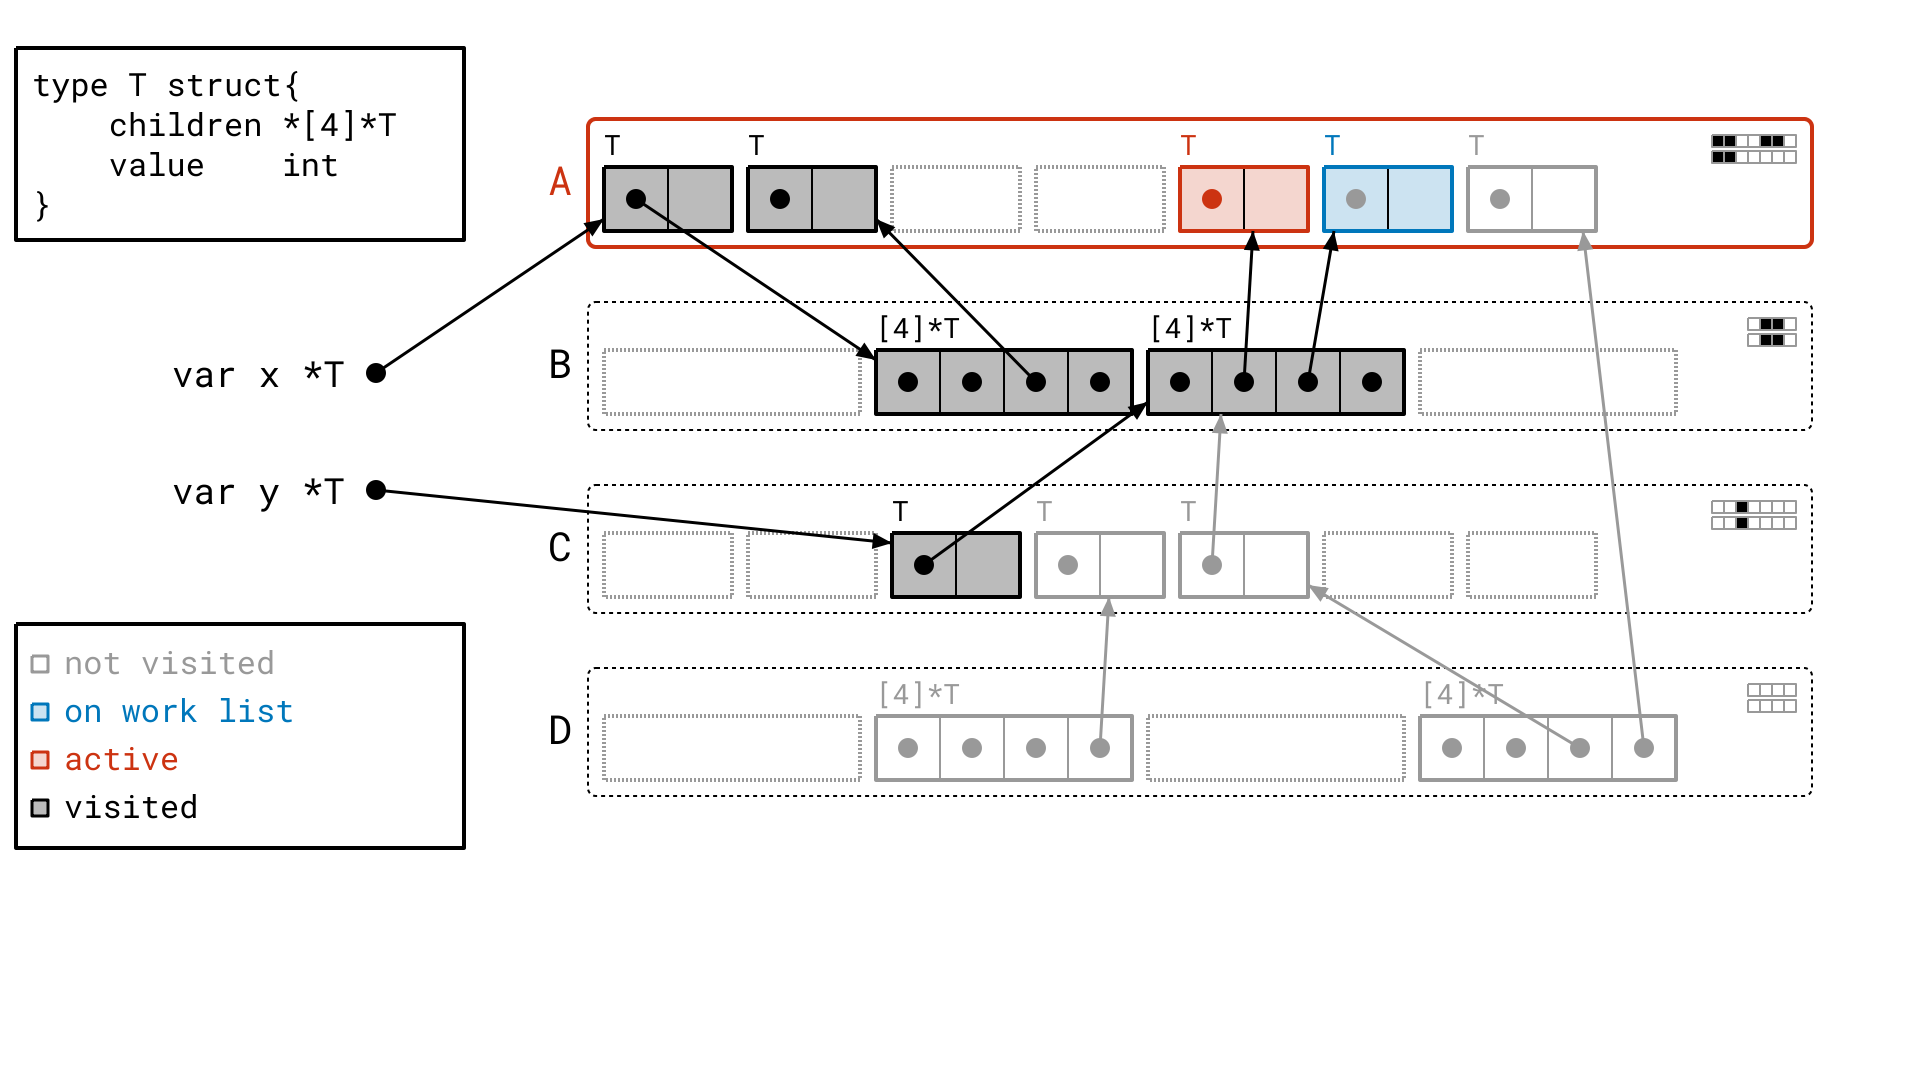 type T struct{
    children *[4]*T
    value    int
}
T T T T T
A
[4]*T [4]*T
B
var x *T
var y *T
T T T
C
not visited
on work list
active
visited
[4]*T [4]*T
D